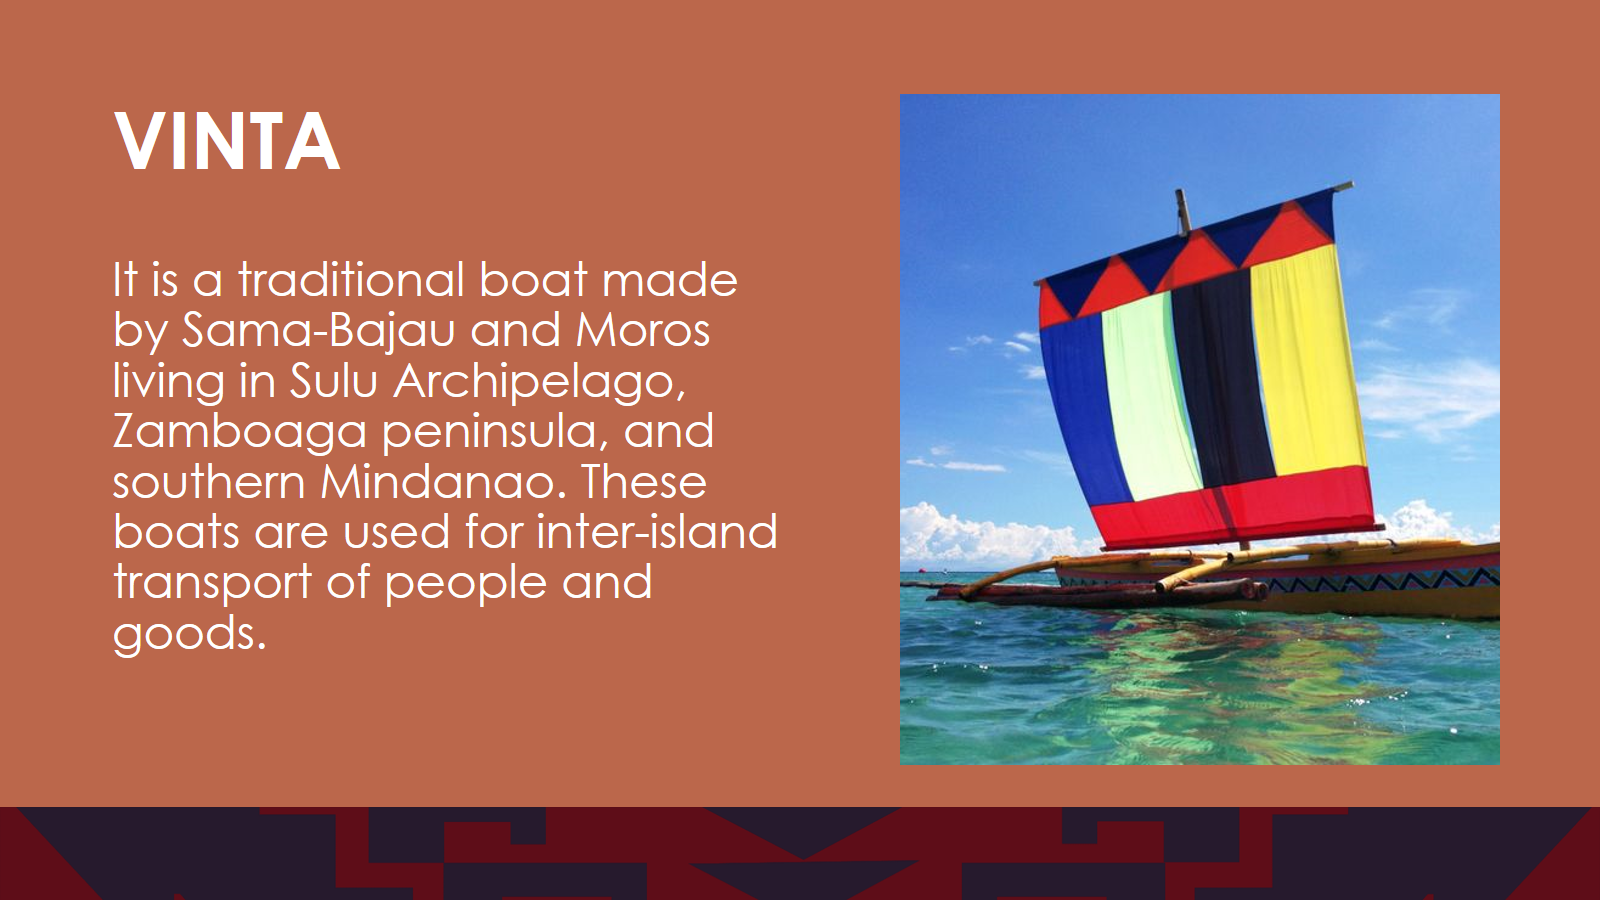 VINTA
It is a traditional boat made
by Sama-Bajau and Moros
living in Sulu Archipelago,
Zamboaga peninsula, and
southern Mindanao. These
boats are used for inter-island
transport of people and
goods.